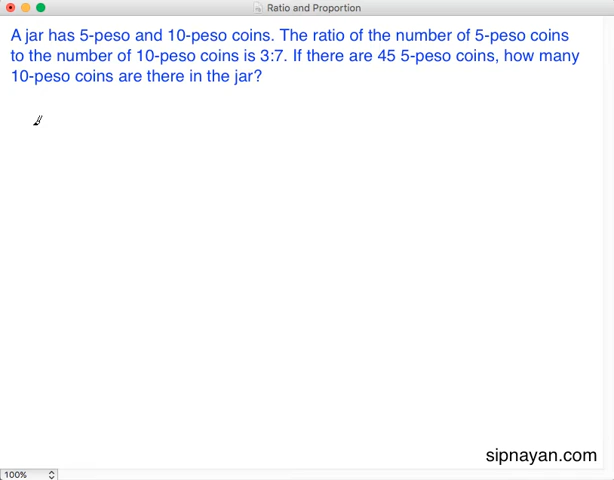 Ratio and Proportion
A jar has 5-peso and 10-peso coins. The ratio of the number of 5-peso coins
to the number of 10-peso coins is 3:7. If there are 45 5-peso coins, how many
10-peso coins are there in the jar?
sipnayan.com
100%